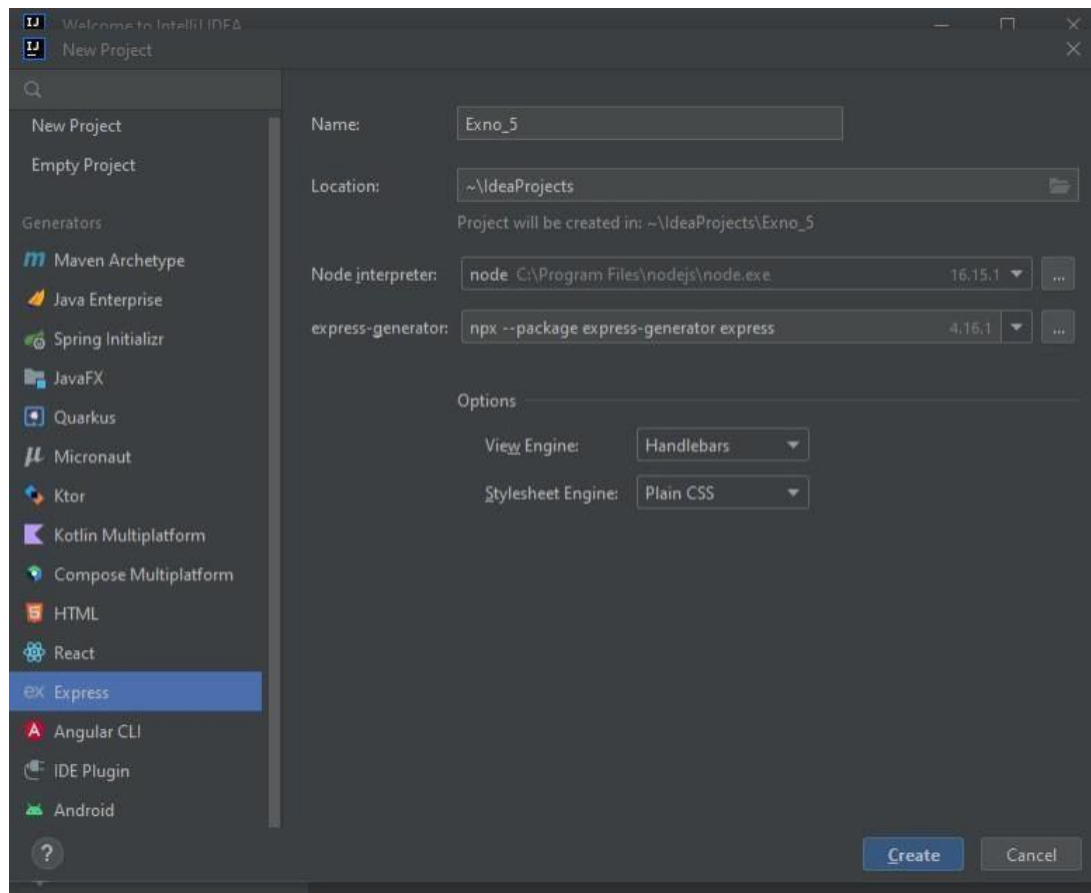 Welcome to IntelliJ IDEA
New Project
New Project
Empty Project
Generators
Maven Archetype
Java Enterprise
Spring Initializr
JavaFX
Quarkus
Micronaut
Ktor
Kotlin Multiplatform
Compose Multiplatform
HTML
React
ex Express
Angular CLI
IDE Plugin
Android
Name: Exno_5
Location: ~\IdeaProjects
Project will be created in: ~\IdeaProjects\Exno_5
Node interpreter: node C:\Program Files\nodejs\node.exe 16.15.1 ...
express-generator: npx --package express-generator express 4.16.1 ...
Options
View Engine: Handlebars
Stylesheet Engine: Plain CSS
? Create Cancel